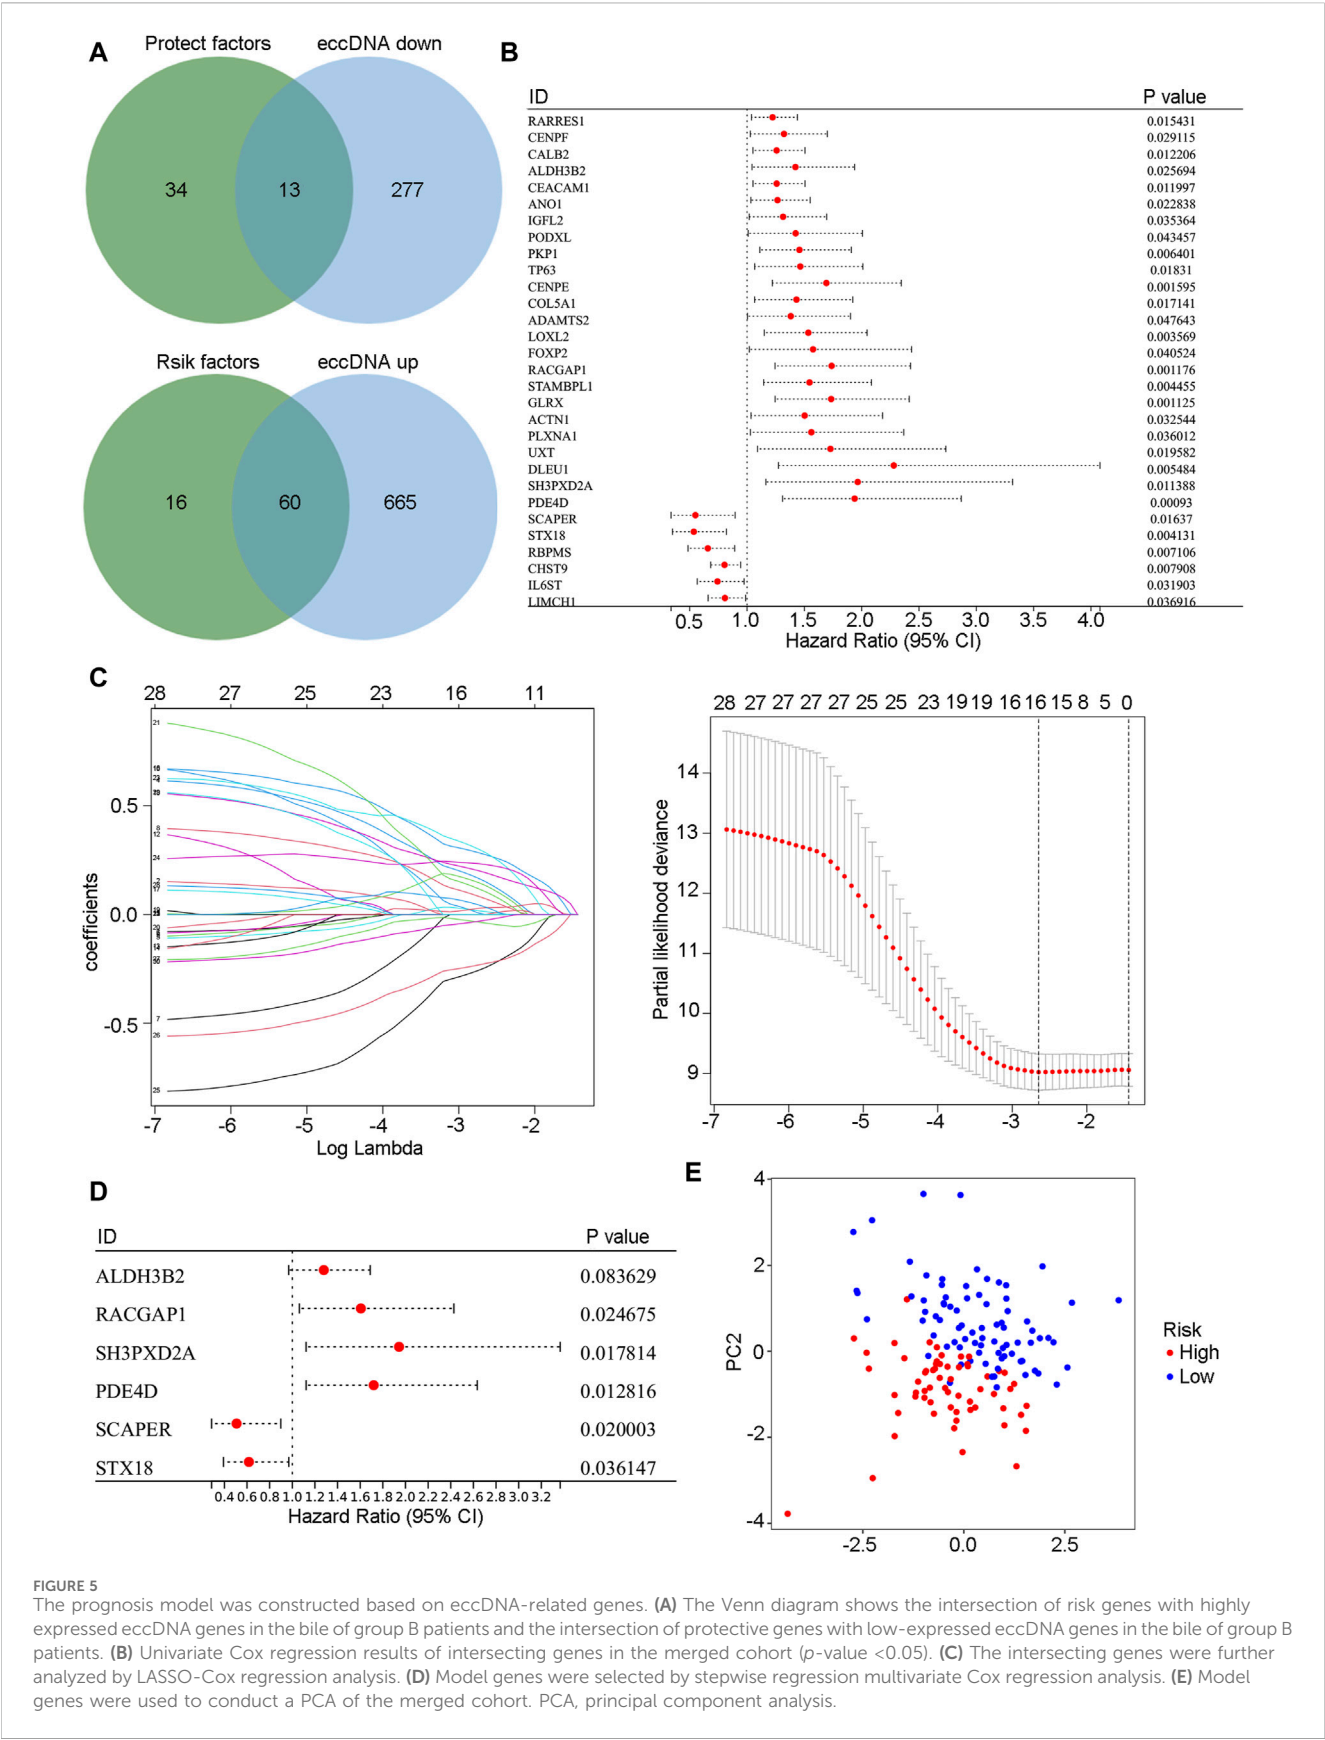 A
Protect factors
eccDNA down
34
13
277
Rsik factors
eccDNA up
16
60
665
B
ID P value
RARRES1 0.015431
CENPF 0.029115
CALB2 0.012206
ALDH3B2 0.025694
CEACAM1 0.011997
ANO1 0.022838
IGFL2 0.035364
PODXL 0.043457
PKP1 0.006401
TP63 0.01831
CENPE 0.001595
COL5A1 0.017141
ADAMTS2 0.047643
LOXL2 0.003569
FOXP2 0.040524
RACGAP1 0.001176
STAMBPL1 0.004455
GLRX 0.001125
ACTN1 0.032544
PLXNA1 0.036012
UXT 0.019582
DLEU1 0.005484
SH3PXD2A 0.011388
PDE4D 0.00093
SCAPER 0.01637
STX18 0.004131
RBPMS 0.007106
CHST9 0.007908
IL6ST 0.031903
LIMCH1 0.036916
0.5 1.0 1.5 2.0 2.5 3.0 3.5 4.0
Hazard Ratio (95% CI)
C
28 27 25 23 16 11
21
8
12
24
7
26
25
0.5
0.0
-0.5
coefficients
-7 -6 -5 -4 -3 -2
Log Lambda
28 27 27 27 27 25 25 23 19 19 16 16 15 8 5 0
14
13
12
11
10
9
Partial likelihood deviance
-7 -6 -5 -4 -3 -2
D
ID P value
ALDH3B2 0.083629
RACGAP1 0.024675
SH3PXD2A 0.017814
PDE4D 0.012816
SCAPER 0.020003
STX18 0.036147
0.4 0.6 0.8 1.0 1.2 1.4 1.6 1.8 2.0 2.2 2.4 2.6 2.8 3.0 3.2
Hazard Ratio (95% CI)
E
4
2
0
-2
-4
PC2
-2.5 0.0 2.5
Risk
High
Low
FIGURE 5
The prognosis model was constructed based on eccDNA-related genes. (A) The Venn diagram shows the intersection of risk genes with highly
expressed eccDNA genes in the bile of group B patients and the intersection of protective genes with low-expressed eccDNA genes in the bile of group B
patients. (B) Univariate Cox regression results of intersecting genes in the merged cohort (p-value <0.05). (C) The intersecting genes were further
analyzed by LASSO-Cox regression analysis. (D) Model genes were selected by stepwise regression multivariate Cox regression analysis. (E) Model
genes were used to conduct a PCA of the merged cohort. PCA, principal component analysis.